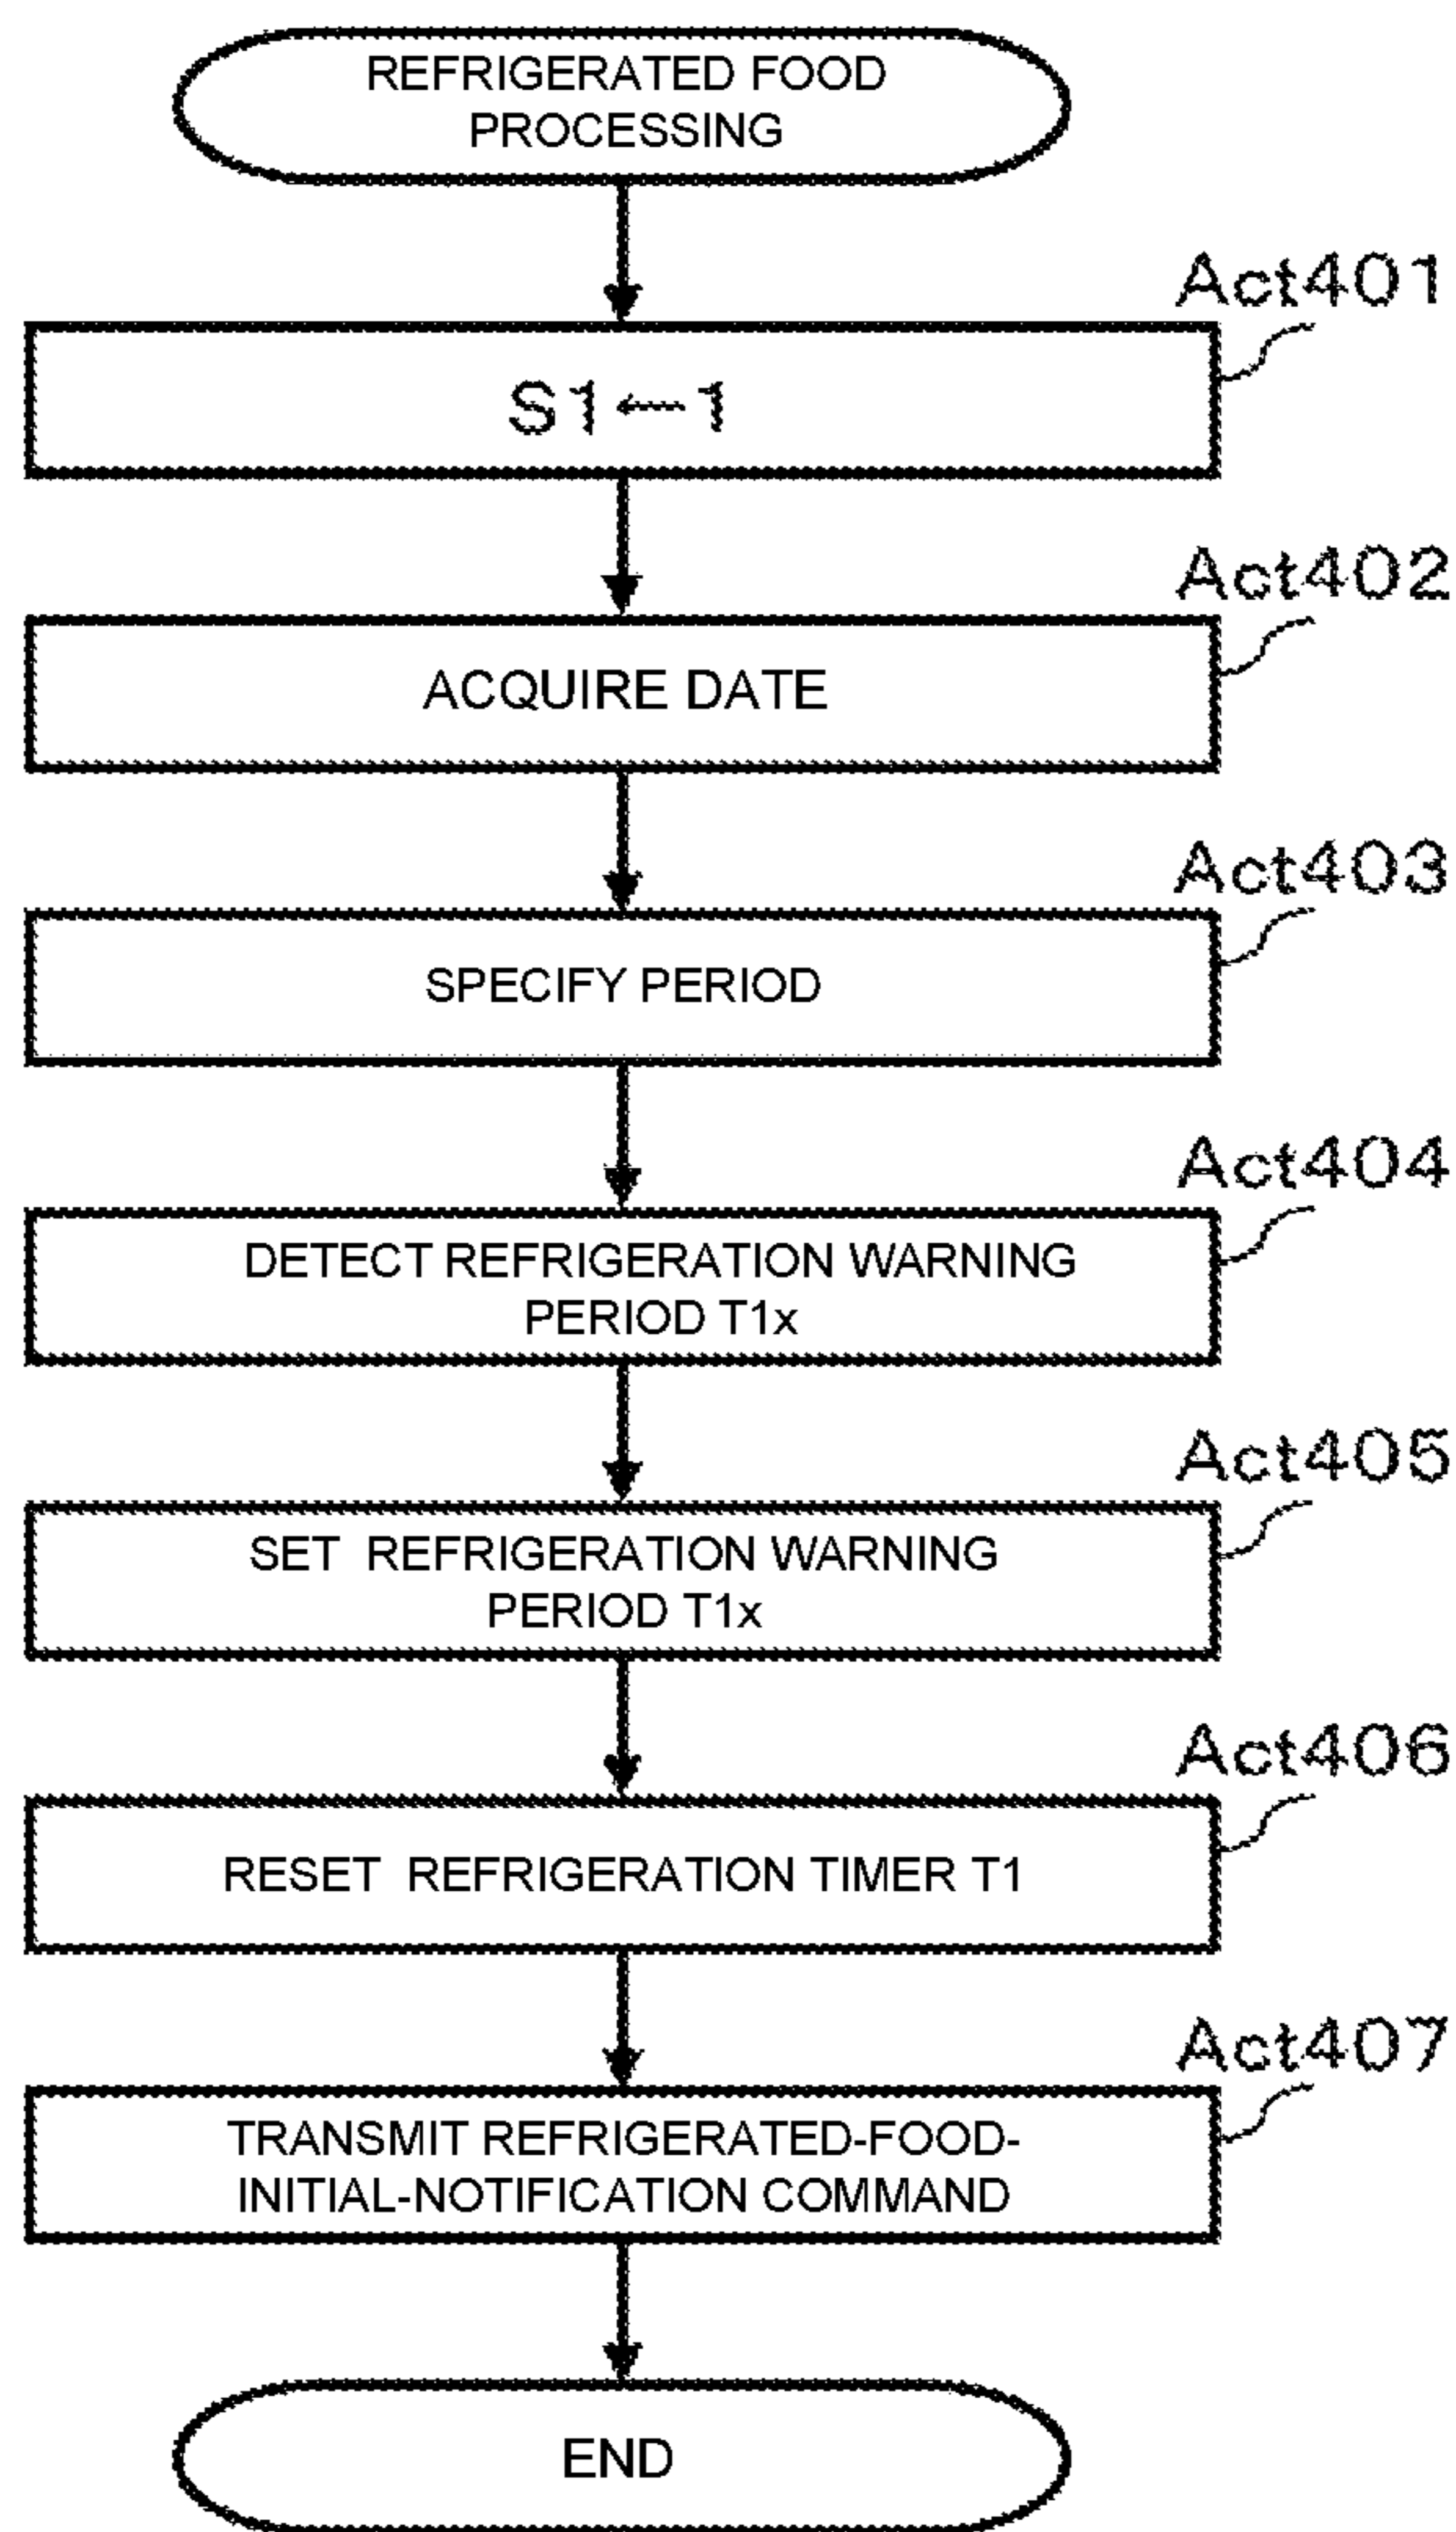 REFRIGERATED FOOD
PROCESSING
Act401
S1←1
Act402
ACQUIRE DATE
Act403
SPECIFY PERIOD
Act404
DETECT REFRIGERATION WARNING
PERIOD T1x
Act405
SET REFRIGERATION WARNING
PERIOD T1x
Act406
RESET REFRIGERATION TIMER T1
Act407
TRANSMIT REFRIGERATED-FOOD-
INITIAL-NOTIFICATION COMMAND
END